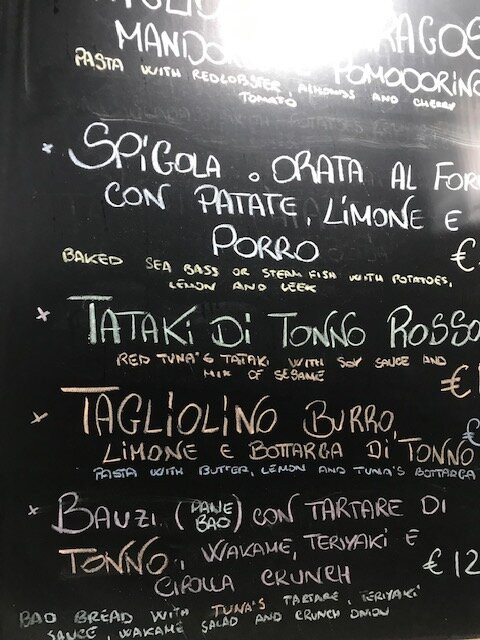 MANDOR
POMODORINO
PASTA WITH RED LOBSTER, ALMONDS AND CHERRY
TOMATO
x SPIGOLA O ORATA AL FOR
CON PATATE, LIMONE E
PORRO
€
BAKED SEA BASS OR STEAM FISH WITH POTATOES,
LEMON AND LEEK
x TATAKI DI TONNO ROSSO
RED TUNA'S TATAKI WITH SOY SAUCE AND
MIX OF SESAME
€1
x TAGLIOLINO BURRO,
LIMONE E BOTTARGA DI TONNO
€
PASTA WITH BUTTER, LEMON AND TUNA'S BOTTARGA
x BAUZI (PANE BAO) CON TARTARE DI
TONNO, WAKAME, TERIYAKI E
€ 12
CIPOLLA CRUNCH
BAO BREAD WITH TUNA'S TARTARE, TERIYAKI
SAUCE, WAKAME SALAD AND CRUNCH ONION